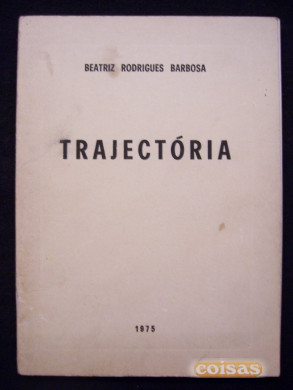 BEATRIZ RODRIGUES BARBOSA
TRAJECTÓRIA
1975
coisas